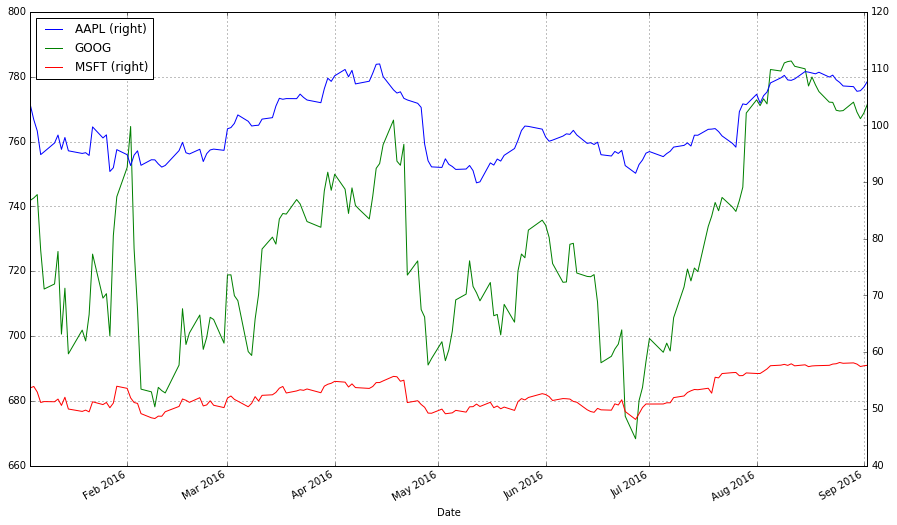 AAPL (right)
GOOG
MSFT (right)
800
780
760
740
720
700
680
660
120
110
100
90
80
70
60
50
40
Feb 2016
Mar 2016
Apr 2016
May 2016
Jun 2016
Jul 2016
Aug 2016
Sep 2016
Date